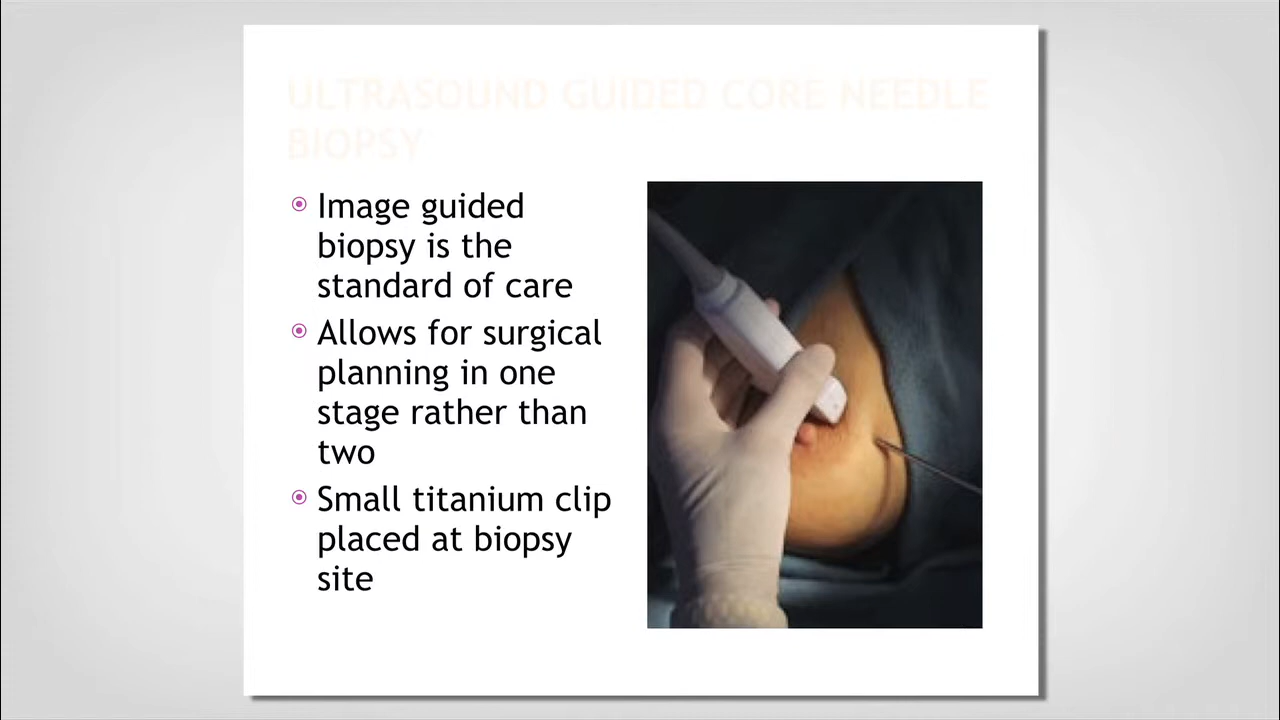 ULTRASOUND GUIDED CORE NEEDLE
BIOPSY
Image guided
biopsy is the
standard of care
Allows for surgical
planning in one
stage rather than
two
Small titanium clip
placed at biopsy
site